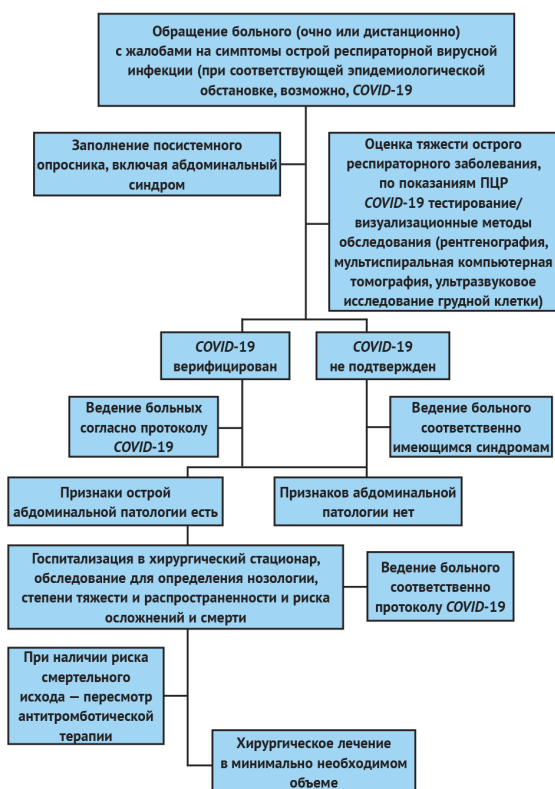 Обращение больного (очно или дистанционно)
с жалобами на симптомы острой респираторной вирусной
инфекции (при соответствующей эпидемиологической
обстановке, возможно, COVID-19
Заполнение посистемного
опросника, включая абдоминальный
синдром
Оценка тяжести острого
респираторного заболевания,
по показаниям ПЦР
COVID-19 тестирование/
визуализационные методы
обследования (рентгенография,
мультиспиральная компьютерная
томография, ультразвуковое
исследование грудной клетки)
COVID-19
верифицирован
COVID-19
не подтвержден
Ведение больных
согласно протоколу
COVID-19
Ведение больного
соответственно
имеющимся синдромам
Признаки острой
абдоминальной патологии есть
Признаков абдоминальной
патологии нет
Госпитализация в хирургический стационар,
обследование для определения нозологии,
степени тяжести и распространенности и риска
осложнений и смерти
Ведение больного
соответственно
протоколу COVID-19
При наличии риска
смертельного
исхода — пересмотр
антитромботической
терапии
Хирургическое лечение
в минимально необходимом
объеме